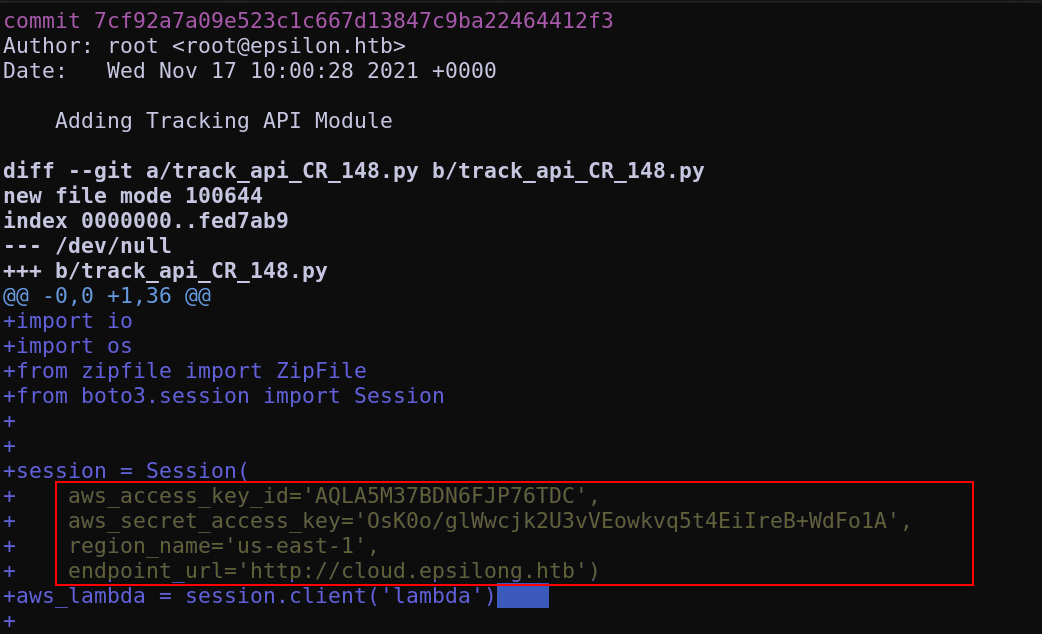 commit 7cf92a7a09e523c1c667d13847c9ba22464412f3
Author: root <root@epsilon.htb>
Date:   Wed Nov 17 10:00:28 2021 +0000

    Adding Tracking API Module

diff --git a/track_api_CR_148.py b/track_api_CR_148.py
new file mode 100644
index 0000000..fed7ab9
--- /dev/null
+++ b/track_api_CR_148.py
@@ -0,0 +1,36 @@
+import io
+import os
+from zipfile import ZipFile
+from boto3.session import Session
+
+
+session = Session(
+    aws_access_key_id='AQLA5M37BDN6FJP76TDC',
+    aws_secret_access_key='OsK0o/glWwcjk2U3vVEowkvq5t4EiIreB+WdFo1A',
+    region_name='us-east-1',
+    endpoint_url='http://cloud.epsilong.htb')
+aws_lambda = session.client('lambda')
+